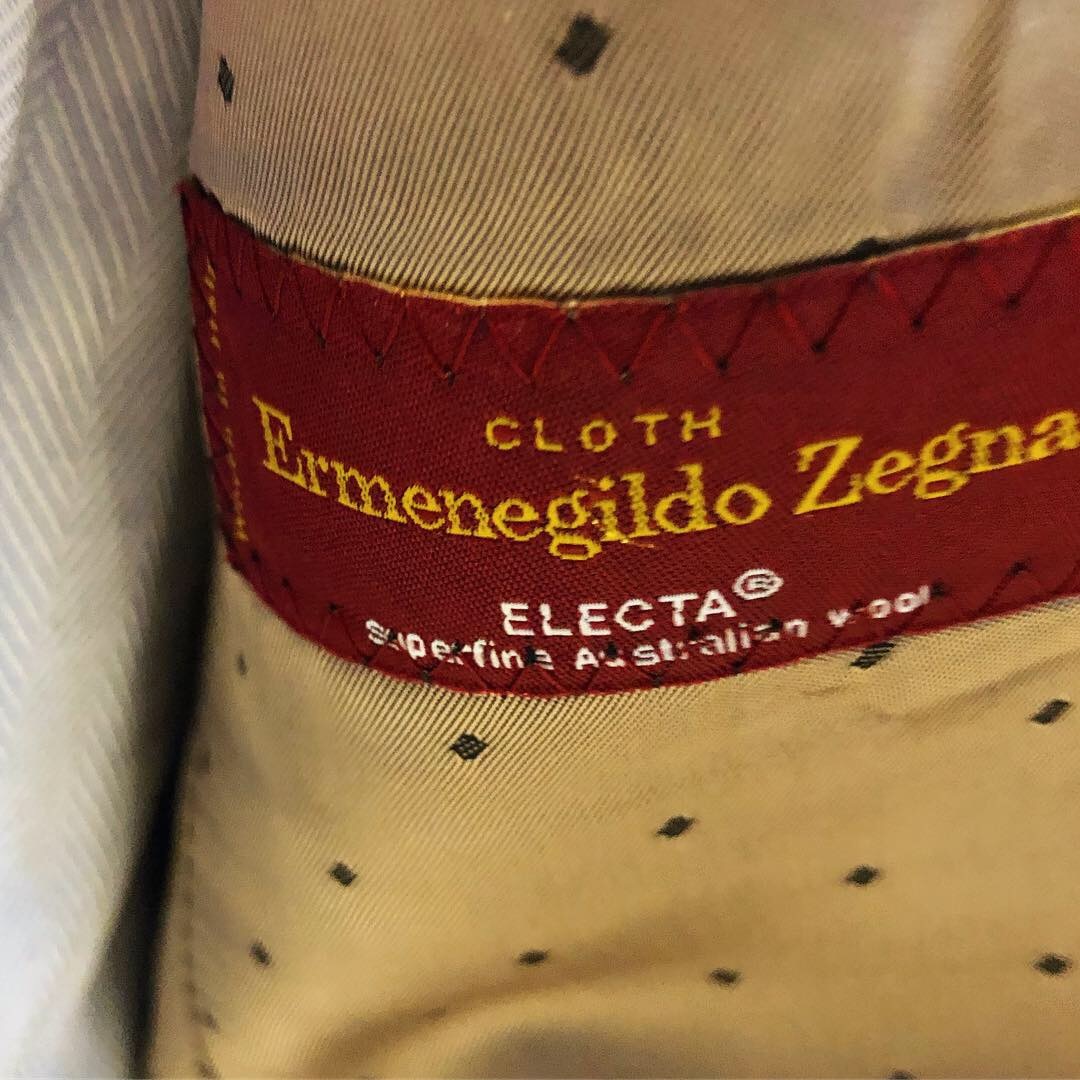 CLOTH
Ermenegildo Zegna
ELECTA®
superfine Australian wool